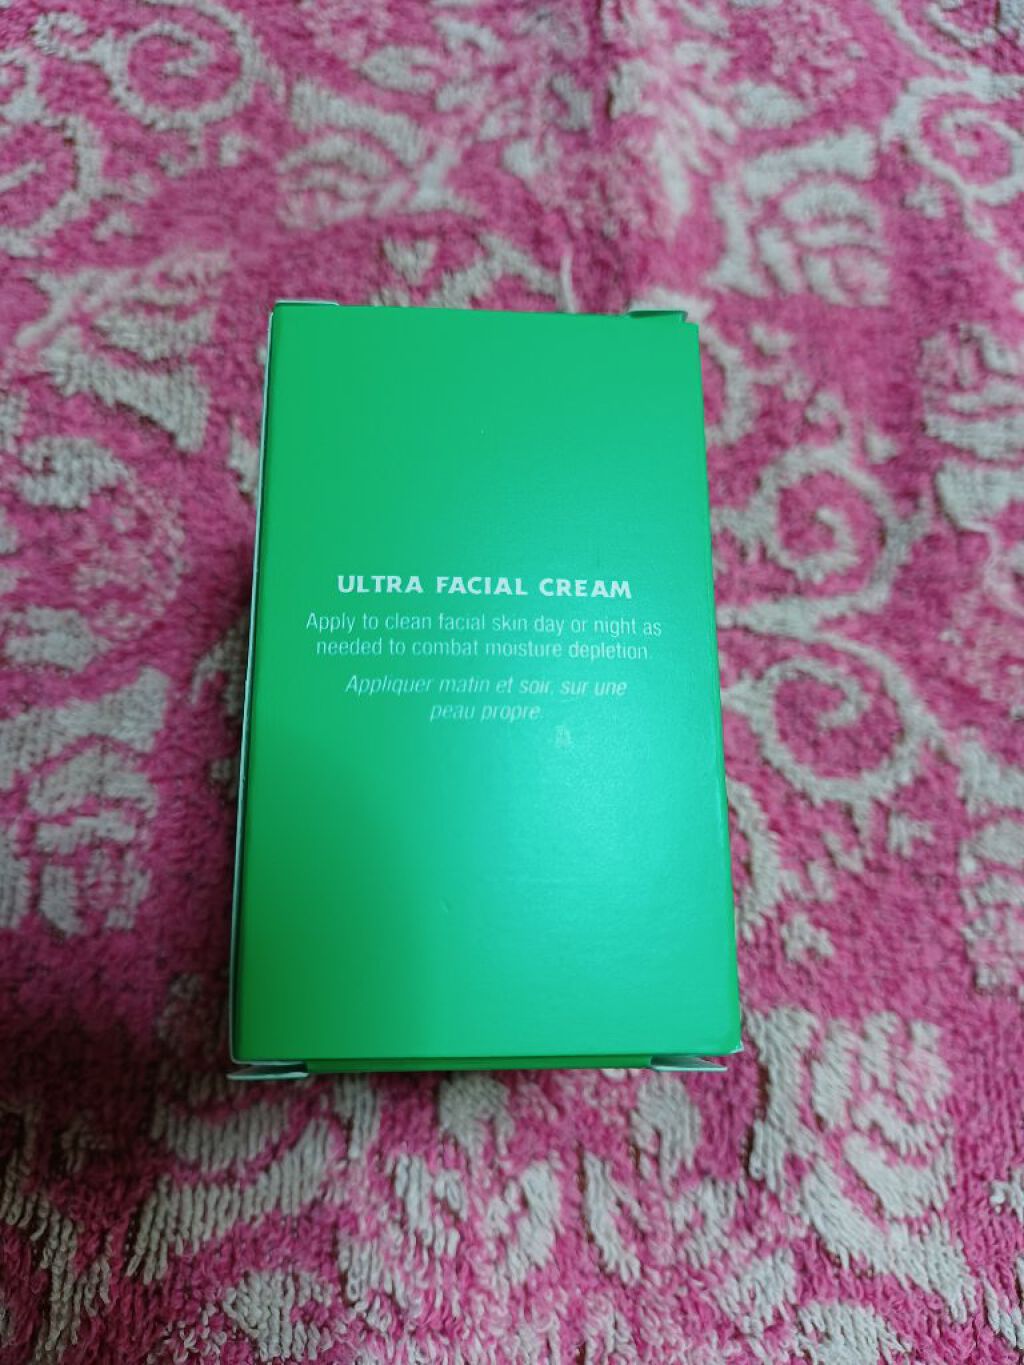 ULTRA FACIAL CREAM
Apply to clean facial skin day or night as
needed to combat moisture depletion.
Appliquer matin et soir, sur une
peau propre.